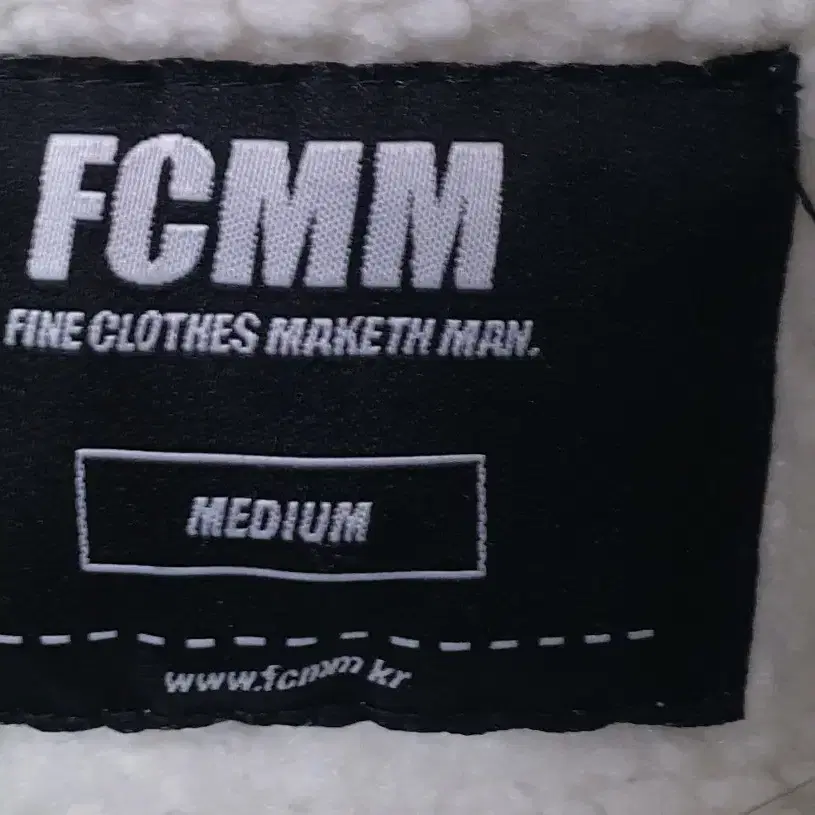 FCMM
FINE CLOTHES MAKETH MAN.
MEDIUM
www.fcmm.kr